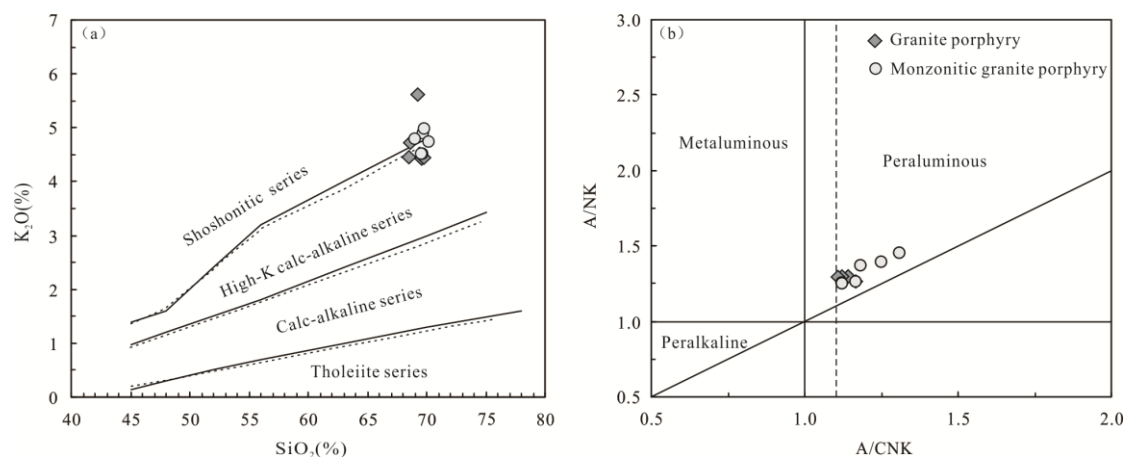 (a)
7
6
5
4
3
2
1
0
K₂O(%)
Shoshonitic series
High-K calc-alkaline series
Calc-alkaline series
Tholeiite series
40 45 50 55 60 65 70 75 80
SiO₂(%)
(b)
3.0
2.5
2.0
1.5
1.0
0.5
A/NK
Granite porphyry
Monzonitic granite porphyry
Metaluminous
Peraluminous
Peralkaline
0.5 1.0 1.5 2.0
A/CNK